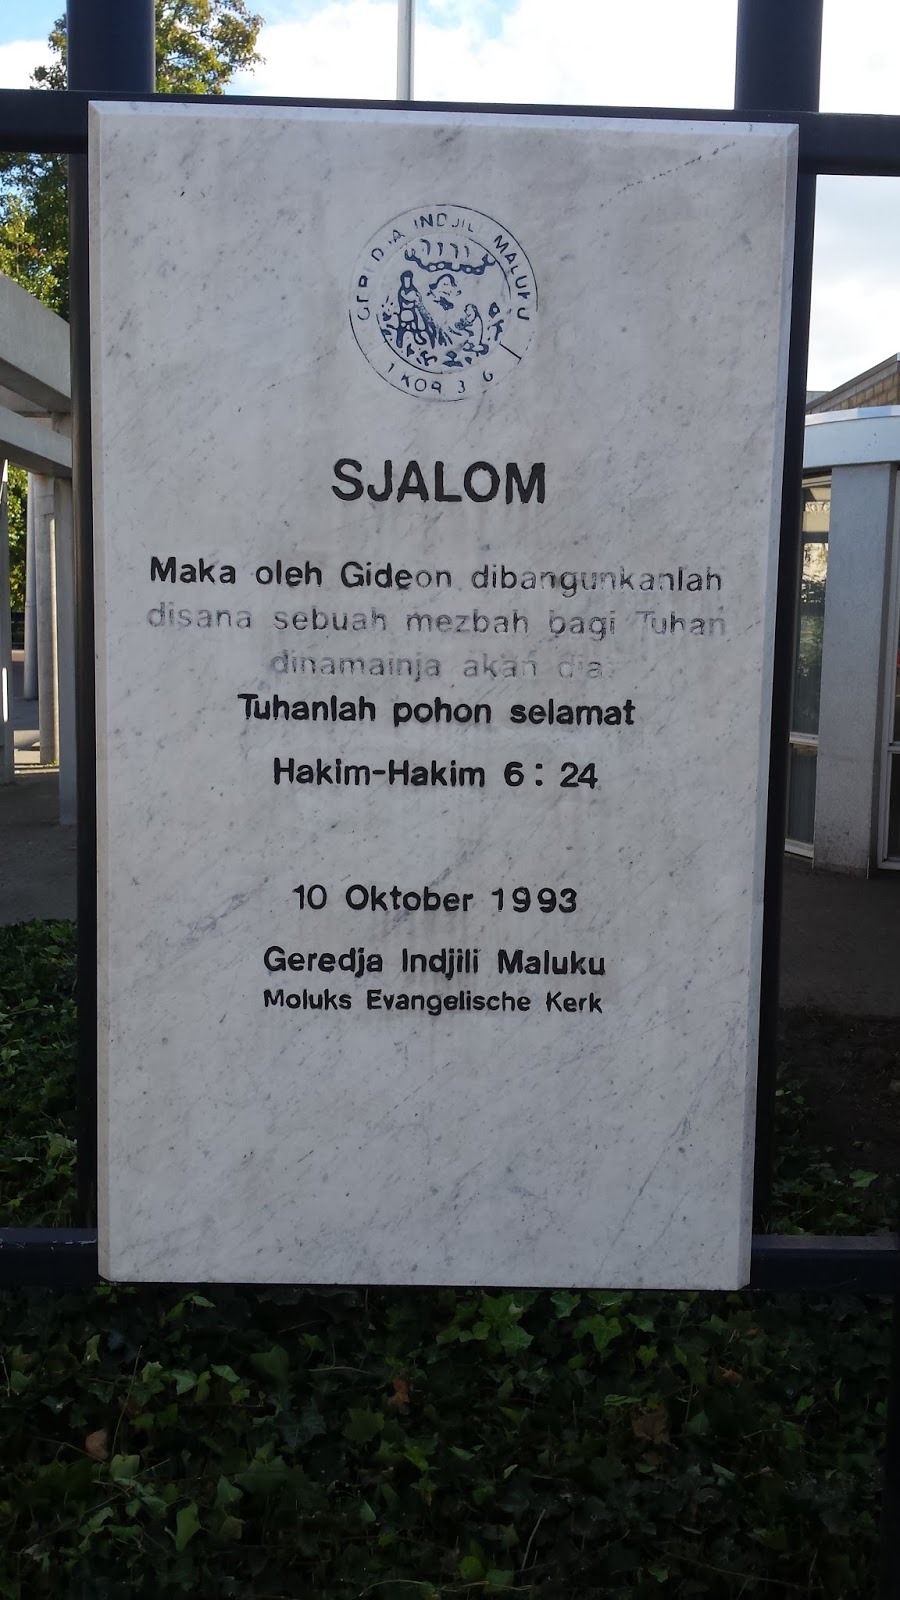 GEREDJA INDJILI MALUKU
1 KOR 3 6
SJALOM
Maka oleh Gideon dibangunkanlah
disana sebuah mezbah bagi Tuhan
dinamainja akan dia:
Tuhanlah pohon selamat
Hakim-Hakim 6 : 24
10 Oktober 1993
Geredja Indjili Maluku
Moluks Evangelische Kerk